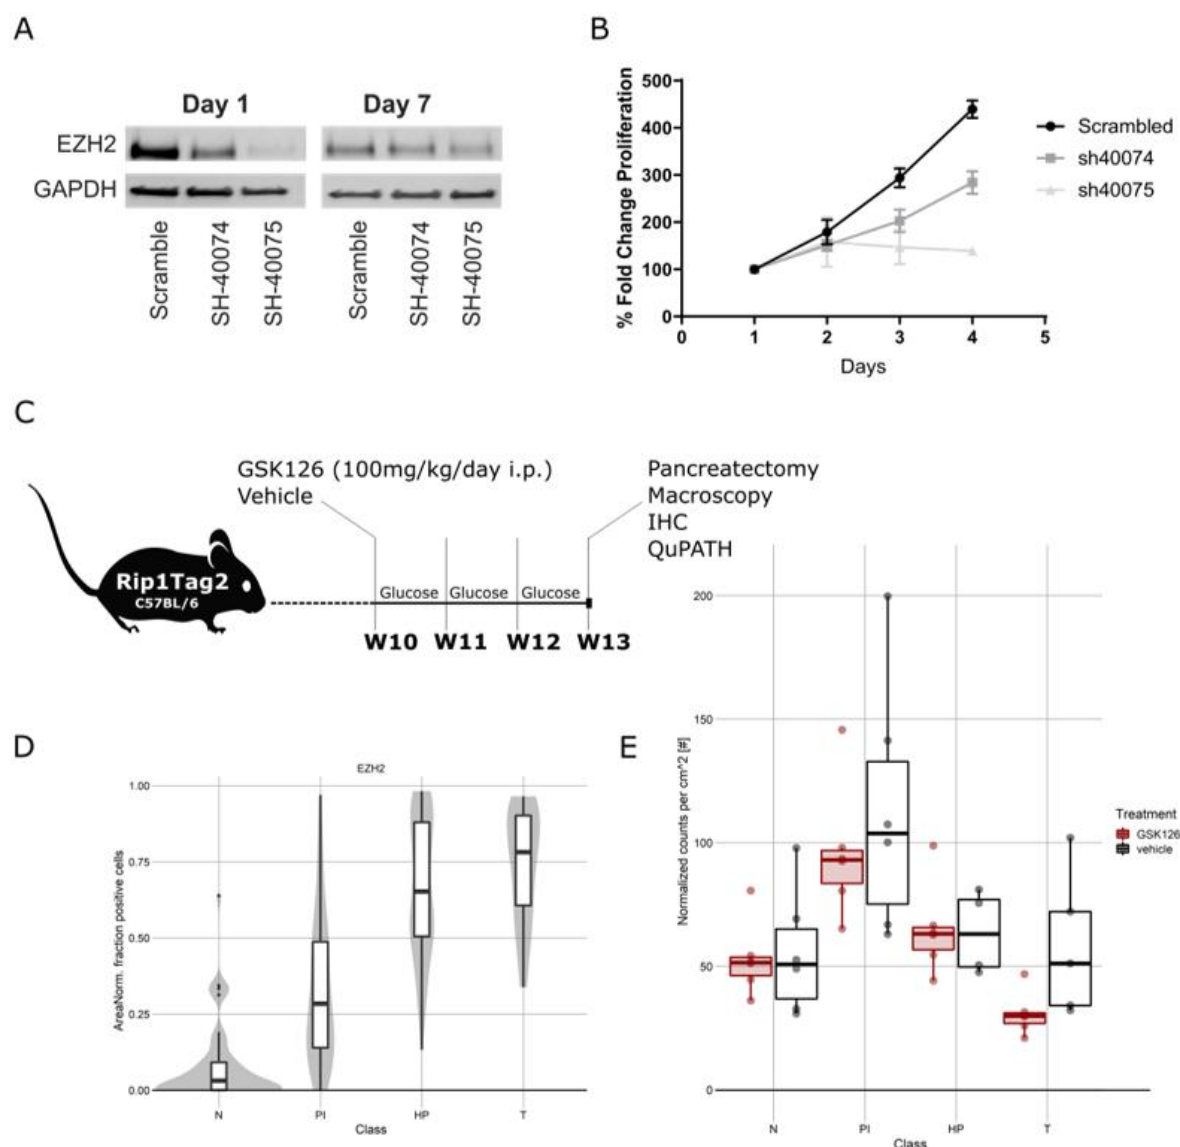 A
Day 1
Day 7
EZH2
GAPDH
Scramble
SH-40074
SH-40075
Scramble
SH-40074
SH-40075
B
% Fold Change Proliferation
500
400
300
200
100
0
0
1
2
3
4
5
Days
Scrambled
sh40074
sh40075
C
GSK126 (100mg/kg/day i.p.)
Vehicle
Pancreatectomy
Macroscopy
IHC
QuPATH
Rip1Tag2
C57BL/6
Glucose
Glucose
Glucose
W10
W11
W12
W13
D
EZH2
AreaNorm. fraction positive cells
1.00
0.75
0.50
0.25
0.00
N
PI
HP
T
Class
E
Normalized counts per cm^2 [#]
200
150
100
50
0
N
PI
HP
T
Class
Treatment
GSK126
vehicle